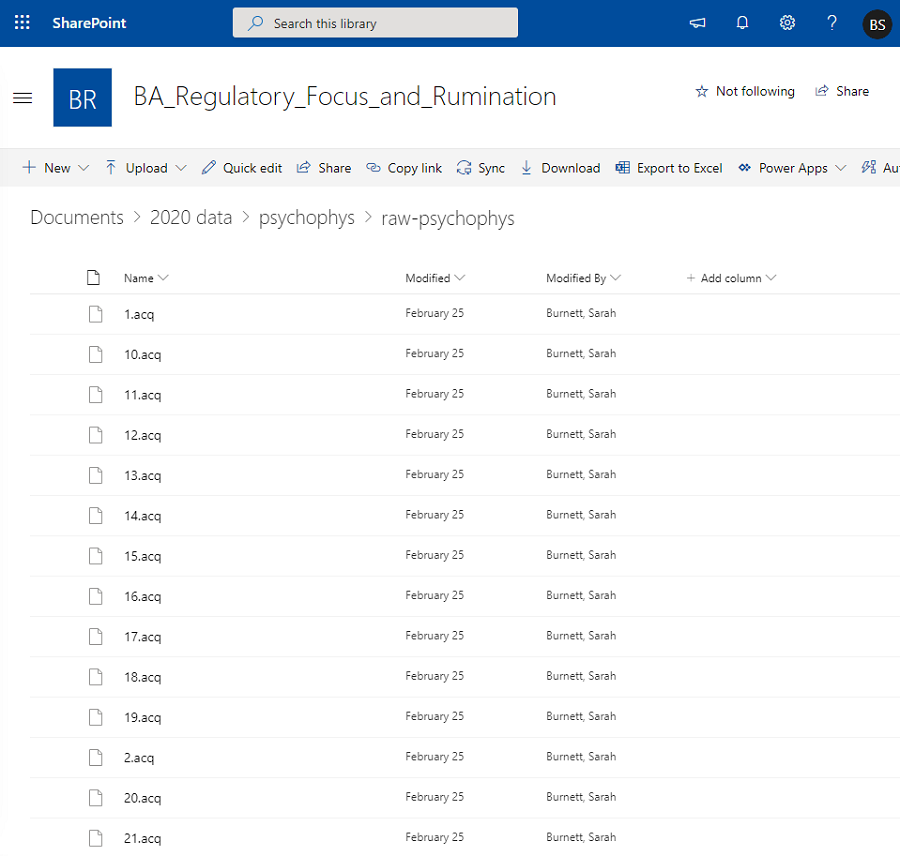 SharePoint Search this library ? BS
BR BA_Regulatory_Focus_and_Rumination Not following Share
New Upload Quick edit Share Copy link Sync Download Export to Excel Power Apps Au
Documents > 2020 data > psychophys > raw-psychophys
Name Modified Modified By + Add column
1.acq February 25 Burnett, Sarah
10.acq February 25 Burnett, Sarah
11.acq February 25 Burnett, Sarah
12.acq February 25 Burnett, Sarah
13.acq February 25 Burnett, Sarah
14.acq February 25 Burnett, Sarah
15.acq February 25 Burnett, Sarah
16.acq February 25 Burnett, Sarah
17.acq February 25 Burnett, Sarah
18.acq February 25 Burnett, Sarah
19.acq February 25 Burnett, Sarah
2.acq February 25 Burnett, Sarah
20.acq February 25 Burnett, Sarah
21.acq February 25 Burnett, Sarah